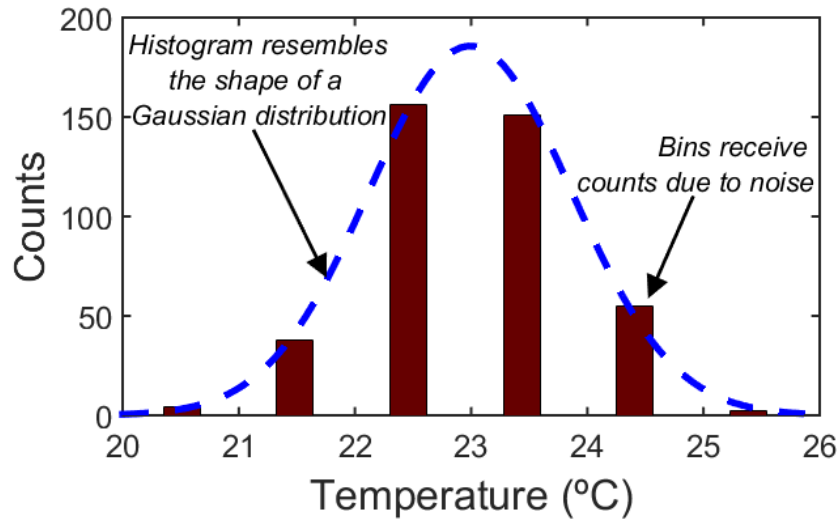 200
Histogram resembles
the shape of a
Gaussian distribution
150
Bins receive
counts due to noise
100
50
0
Counts
20 21 22 23 24 25 26
Temperature (ºC)